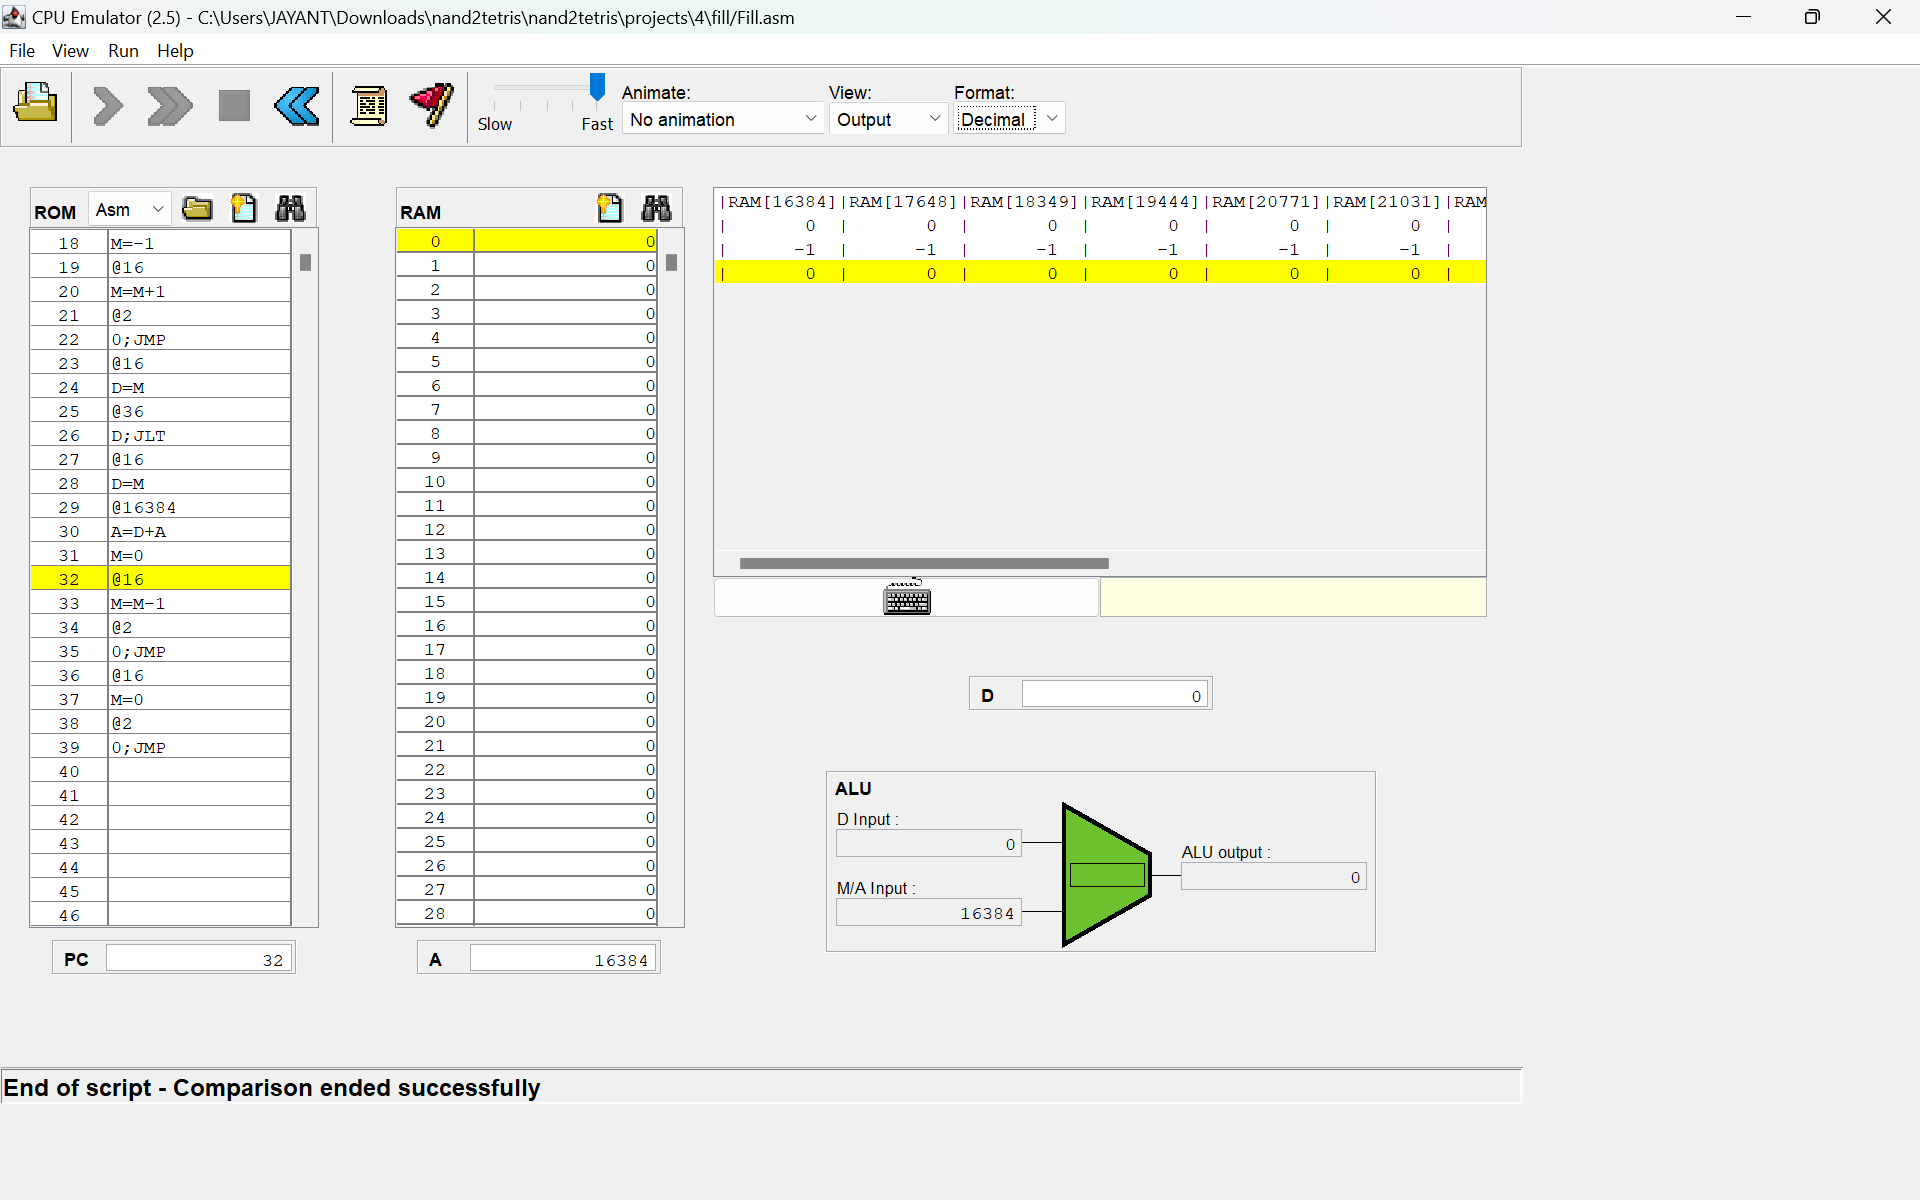 CPU Emulator (2.5) - C:\Users\JAYANT\Downloads\nand2tetris\nand2tetris\projects\4\fill/Fill.asm
File View Run Help
Slow Fast
Animate:
No animation
View:
Output
Format:
Decimal
ROM Asm
18 M=-1
19 @16
20 M=M+1
21 @2
22 0;JMP
23 @16
24 D=M
25 @36
26 D;JLT
27 @16
28 D=M
29 @16384
30 A=D+A
31 M=0
32 @16
33 M=M-1
34 @2
35 0;JMP
36 @16
37 M=0
38 @2
39 0;JMP
40
41
42
43
44
45
46
PC 32
RAM
0 0
1 0
2 0
3 0
4 0
5 0
6 0
7 0
8 0
9 0
10 0
11 0
12 0
13 0
14 0
15 0
16 0
17 0
18 0
19 0
20 0
21 0
22 0
23 0
24 0
25 0
26 0
27 0
28 0
A 16384
|RAM[16384]|RAM[17648]|RAM[18349]|RAM[19444]|RAM[20771]|RAM[21031]|RAM
| 0 | 0 | 0 | 0 | 0 | 0 |
| -1 | -1 | -1 | -1 | -1 | -1 |
| 0 | 0 | 0 | 0 | 0 | 0 |
D 0
ALU
D Input :
0
M/A Input :
16384
ALU output :
0
End of script - Comparison ended successfully